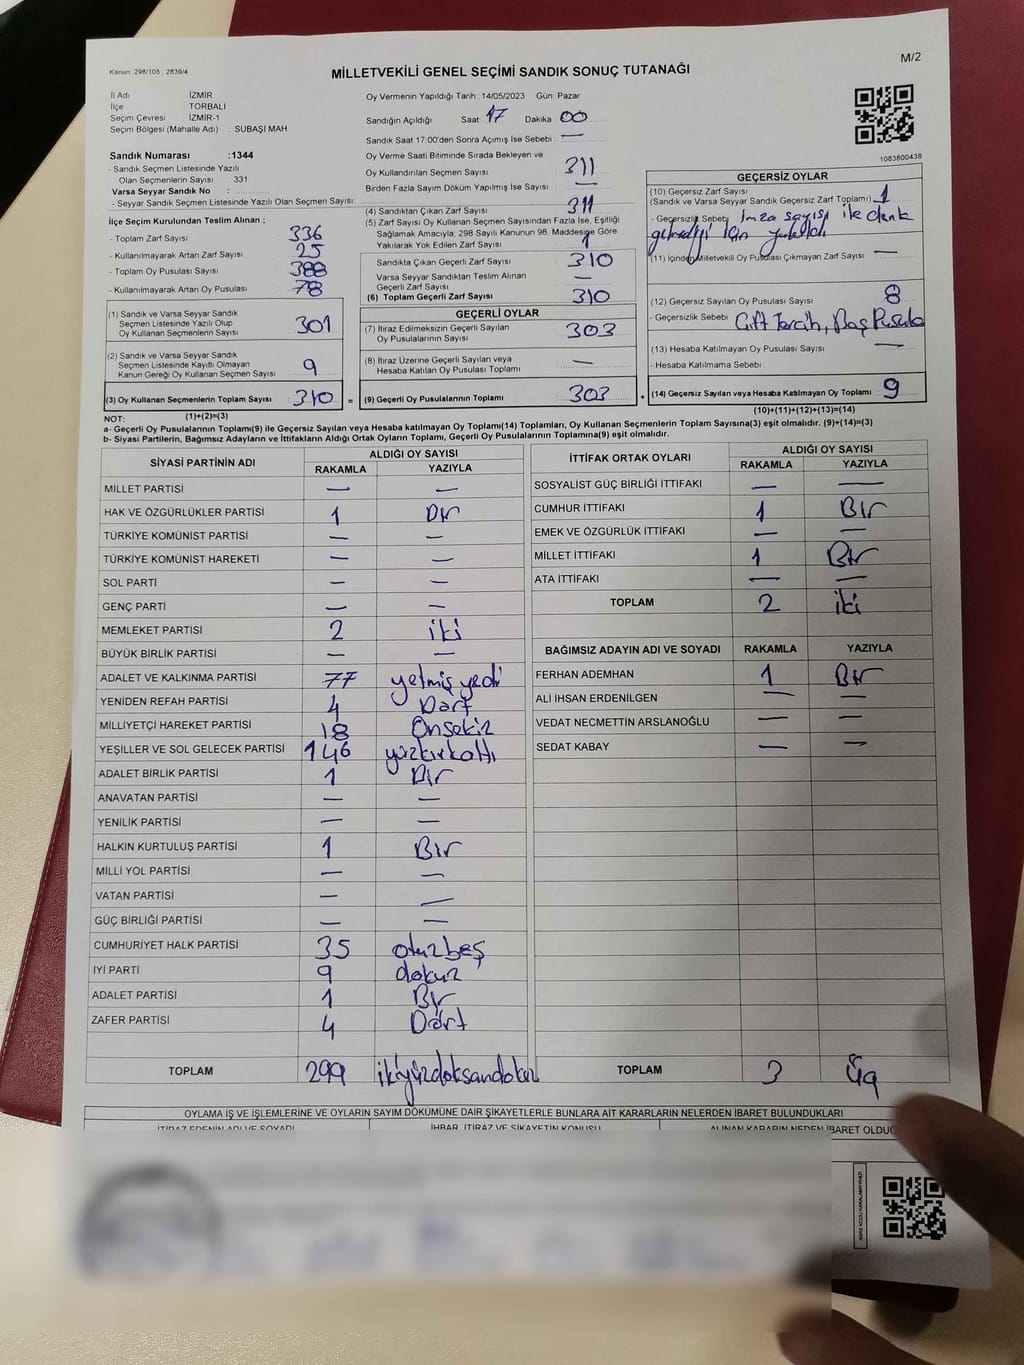 Kanun: 298/105 , 2839/4
M/2
MİLLETVEKİLİ GENEL SEÇİMİ SANDIK SONUÇ TUTANAĞI
İl Adı İZMİR
İlçe TORBALI
Seçim Çevresi İZMİR-1
Seçim Bölgesi (Mahalle Adı) : SUBAŞI MAH
Oy Vermenin Yapıldığı Tarih : 14/05/2023 Gün: Pazar
Sandığın Açıldığı Saat 17 Dakika 00
Sandık Saat 17:00'den Sonra Açımış İse Sebebi : —
1083800438
Sandık Numarası :1344
- Sandık Seçmen Listesinde Yazılı
Olan Seçmenlerin Sayısı : 331
Varsa Seyyar Sandık No :
- Seyyar Sandık Seçmen Listesinde Yazılı Olan Seçmen Sayısı:
Oy Verme Saati Bitiminde Sırada Bekleyen ve
Oy Kullandırılan Seçmen Sayısı 311
Birden Fazla Sayım Döküm Yapılmış İse Sayısı —
İlçe Seçim Kurulundan Teslim Alınan ;
- Toplam Zarf Sayısı 336
- Kullanılmayarak Artan Zarf Sayısı 25
- Toplam Oy Pusulası Sayısı 388
- Kullanılmayarak Artan Oy Pusulası 78
(4) Sandıktan Çıkan Zarf Sayısı 311
(5) Zarf Sayısı Oy Kullanan Seçmen Sayısından Fazla İse, Eşitliği
Sağlamak Amacıyla, 298 Sayılı Kanunun 98. Maddesine Göre
Yakılarak Yok Edilen Zarf Sayısı 1
Sandıkta Çıkan Geçerli Zarf Sayısı 310
Varsa Seyyar Sandıktan Teslim Alınan
Geçerli Zarf Sayısı —
(6) Toplam Geçerli Zarf Sayısı 310
GEÇERSİZ OYLAR
(10) Geçersiz Zarf Sayısı
(Sandık ve Varsa Seyyar Sandık Geçersiz Zarf Toplamı) 1
- Geçersizlik Sebebi İmza sayısı ile denk
gelmediği için yakıldı
(11) İçinden Milletvekili Oy Pusulası Çıkmayan Zarf Sayısı —
(12) Geçersiz Sayılan Oy Pusulası Sayısı 8
- Geçersizlik Sebebi : Çift Tercih, Boş Pusula
(13) Hesaba Katılmayan Oy Pusulası Sayısı —
- Hesaba Katılmama Sebebi :
(1) Sandık ve Varsa Seyyar Sandık
Seçmen Listesinde Yazılı Olup
Oy Kullanan Seçmenlerin Sayısı 301
(2) Sandık ve Varsa Seyyar Sandık
Seçmen Listesinde Kayıtlı Olmayan
Kanun Gereği Oy Kullanan Seçmen Sayısı 9
GEÇERLİ OYLAR
(7) İtiraz Edilmeksizin Geçerli Sayılan
Oy Pusulalarının Sayısı 303
(8) İtiraz Üzerine Geçerli Sayılan veya
Hesaba Katılan Oy Pusulası Toplamı —
(3) Oy Kullanan Seçmenlerin Toplam Sayısı 310 = (9) Geçerli Oy Pusulalarının Toplamı 303 + (14) Geçersiz Sayılan veya Hesaba Katılmayan Oy Toplamı 9
NOT: (1)+(2)=(3) (10)+(11)+(12)+(13)=(14)
a- Geçerli Oy Pusulalarının Toplamı(9) ile Geçersiz Sayılan veya Hesaba Katılmayan oy Toplamı(14) Toplamları, Oy Kullanan Seçmenlerin Toplam Sayısına(3) eşit olmalıdır. (9)+(14)=(3)
b- Siyasi Partilerin, Bağımsız Adayların ve İttifakların Aldığı Ortak Oyların Toplamı, Geçerli Oy Pusulalarının Toplamına(9) eşit olmalıdır.
SİYASİ PARTİNİN ADI ALDIĞI OY SAYISI
RAKAMLA YAZIYLA
MİLLET PARTİSİ — —
HAK VE ÖZGÜRLÜKLER PARTİSİ 1 Bir
TÜRKİYE KOMÜNİST PARTİSİ — —
TÜRKİYE KOMÜNİST HAREKETİ — —
SOL PARTİ — —
GENÇ PARTİ — —
MEMLEKET PARTİSİ 2 iki
BÜYÜK BİRLİK PARTİSİ — —
ADALET VE KALKINMA PARTİSİ 77 yetmiş yedi
YENİDEN REFAH PARTİSİ 4 Dört
MİLLİYETÇİ HAREKET PARTİSİ 18 Onsekiz
YEŞİLLER VE SOL GELECEK PARTİSİ 146 yüzkırkaltı
ADALET BİRLİK PARTİSİ 1 Bir
ANAVATAN PARTİSİ — —
YENİLİK PARTİSİ — —
HALKIN KURTULUŞ PARTİSİ 1 Bir
MİLLİ YOL PARTİSİ — —
VATAN PARTİSİ — —
GÜÇ BİRLİĞİ PARTİSİ — —
CUMHURİYET HALK PARTİSİ 35 otuzbeş
İYİ PARTİ 9 dokuz
ADALET PARTİSİ 1 Bir
ZAFER PARTİSİ 4 Dört
TOPLAM 299 ikiyüzdoksandokuz
İTTİFAK ORTAK OYLARI ALDIĞI OY SAYISI
RAKAMLA YAZIYLA
SOSYALİST GÜÇ BİRLİĞİ İTTİFAKI — —
CUMHUR İTTİFAKI 1 Bir
EMEK VE ÖZGÜRLÜK İTTİFAKI — —
MİLLET İTTİFAKI 1 Bir
ATA İTTİFAKI — —
TOPLAM 2 iki
BAĞIMSIZ ADAYIN ADI VE SOYADI RAKAMLA YAZIYLA
FERHAN ADEMHAN 1 Bir
ALİ İHSAN ERDENİLGEN — —
VEDAT NECMETTİN ARSLANOĞLU — —
SEDAT KABAY — —
TOPLAM 3 Üç
OYLAMA İŞ VE İŞLEMLERİNE VE OYLARIN SAYIM DÖKÜMÜNE DAİR ŞİKAYETLERLE BUNLARA AİT KARARLARIN NELERDEN İBARET BULUNDUKLARI
İTİRAZ EDENİN ADI VE SOYADI İHBAR, İTİRAZ VE ŞİKAYETİN KONUSU ALINAN KARARIN NEDEN İBARET OLDUĞ